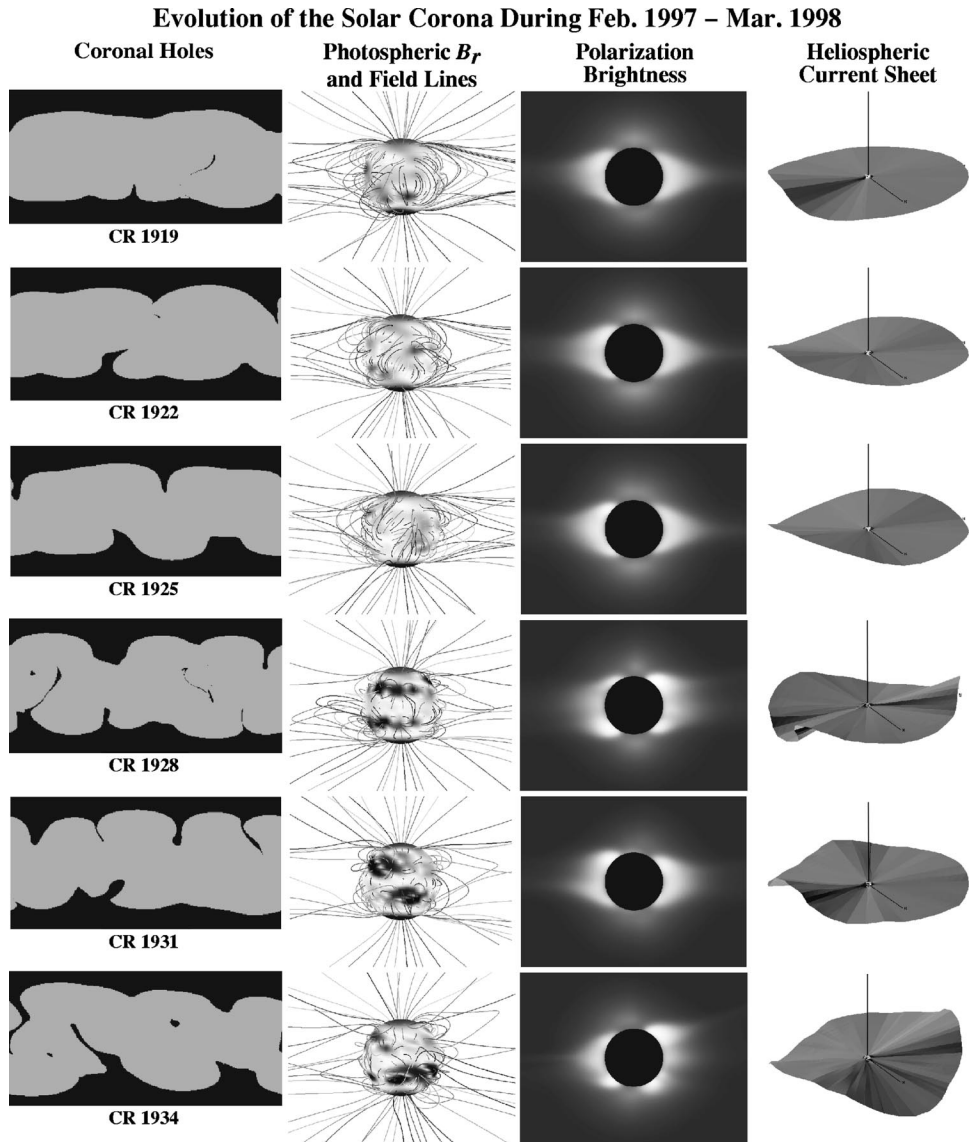 Evolution of the Solar Corona During Feb. 1997 – Mar. 1998
Coronal Holes
Photospheric Br
and Field Lines
Polarization
Brightness
Heliospheric
Current Sheet
CR 1919
CR 1922
CR 1925
CR 1928
CR 1931
CR 1934